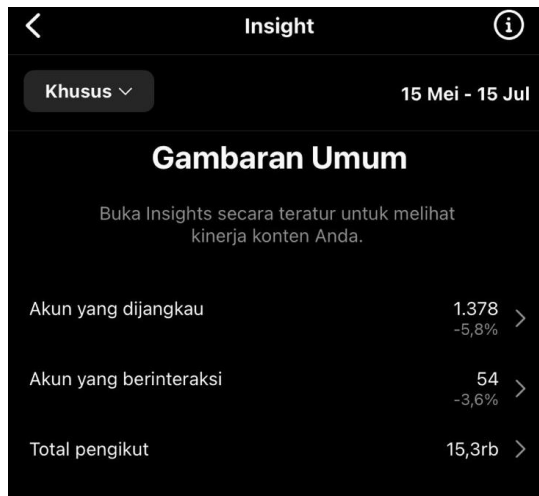 Insight
Khusus
15 Mei - 15 Jul
Gambaran Umum
Buka Insights secara teratur untuk melihat
kinerja konten Anda.
Akun yang dijangkau
1.378
-5,8%
Akun yang berinteraksi
54
-3,6%
Total pengikut
15,3rb